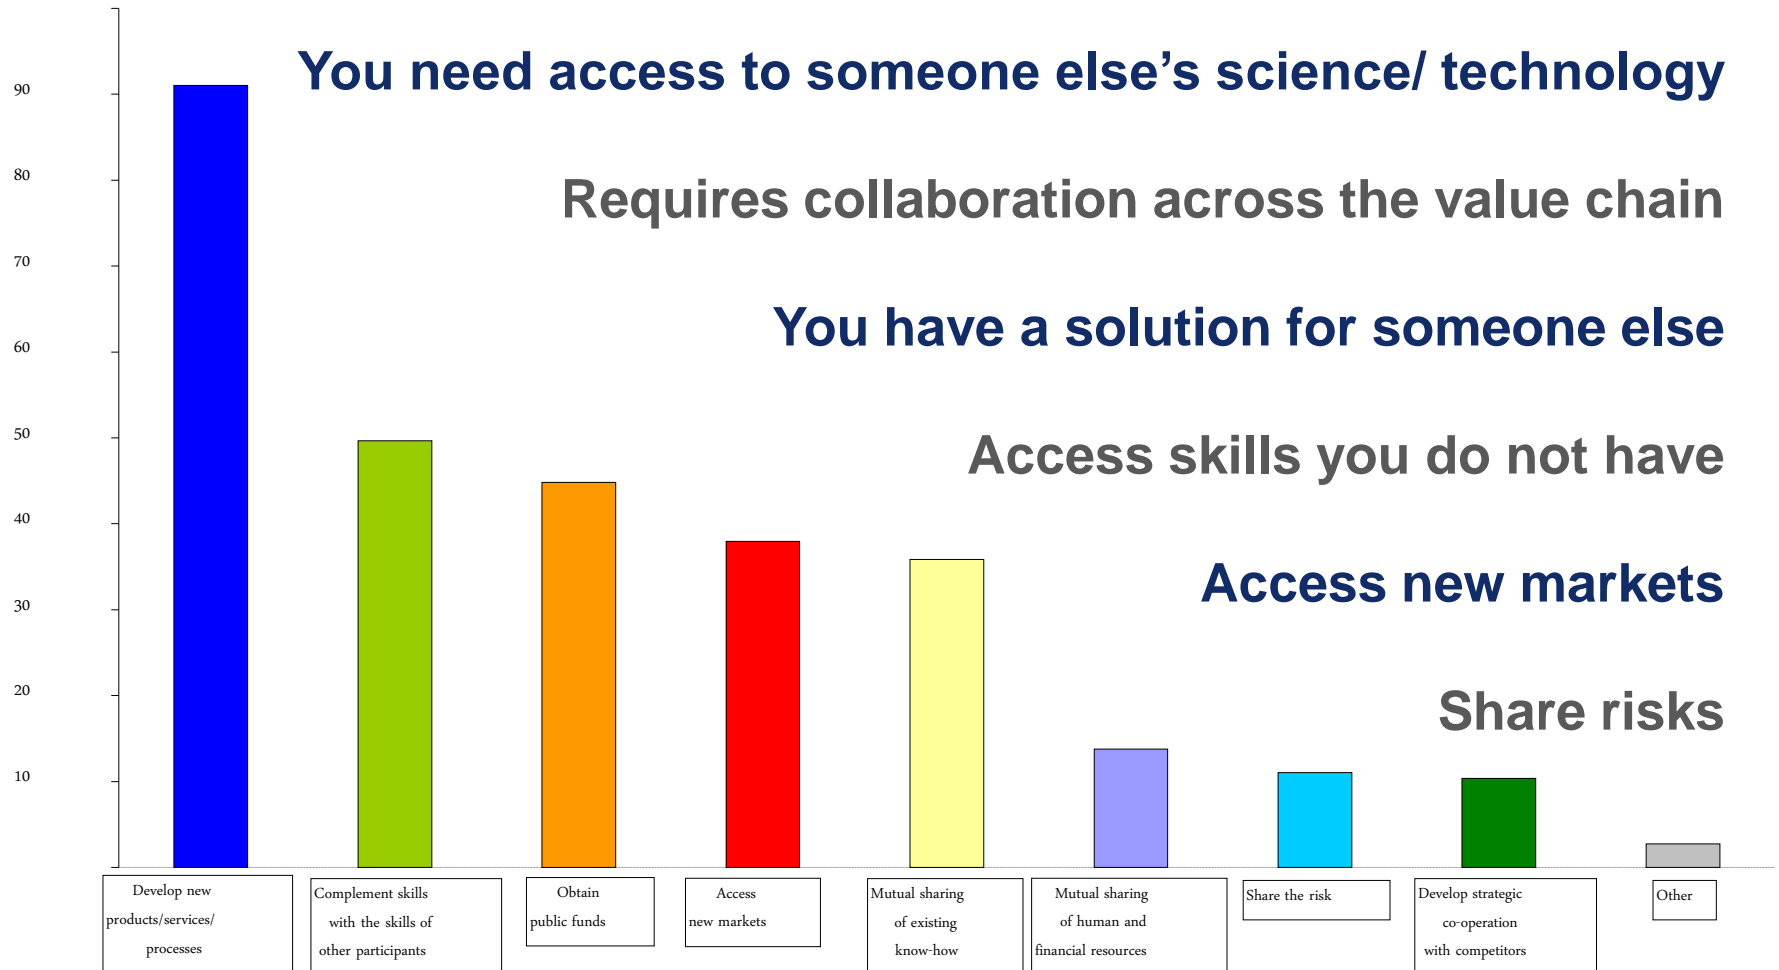 You need access to someone else’s science/ technology
Requires collaboration across the value chain
You have a solution for someone else
Access skills you do not have
Access new markets
Share risks
90
80
70
60
50
40
30
20
10
Develop new
products/services/
processes
Complement skills
with the skills of
other participants
Obtain
public funds
Access
new markets
Mutual sharing
of existing
know-how
Mutual sharing
of human and
financial resources
Share the risk
Develop strategic
co-operation
with competitors
Other